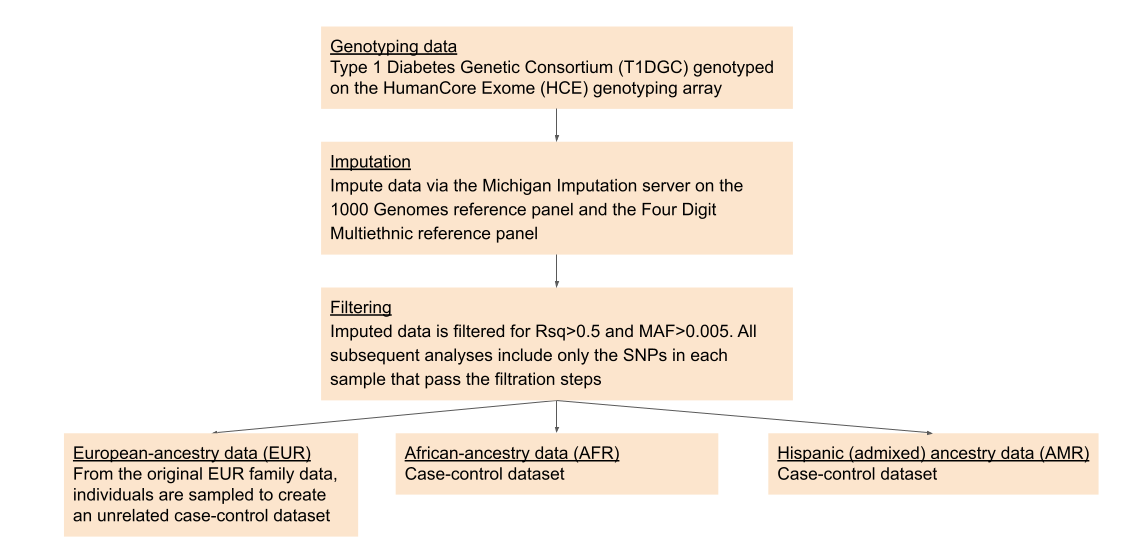 Genotyping data
Type 1 Diabetes Genetic Consortium (T1DGC) genotyped
on the HumanCore Exome (HCE) genotyping array
Imputation
Impute data via the Michigan Imputation server on the
1000 Genomes reference panel and the Four Digit
Multiethnic reference panel
Filtering
Imputed data is filtered for Rsq>0.5 and MAF>0.005. All
subsequent analyses include only the SNPs in each
sample that pass the filtration steps
European-ancestry data (EUR)
From the original EUR family data,
individuals are sampled to create
an unrelated case-control dataset
African-ancestry data (AFR)
Case-control dataset
Hispanic (admixed) ancestry data (AMR)
Case-control dataset